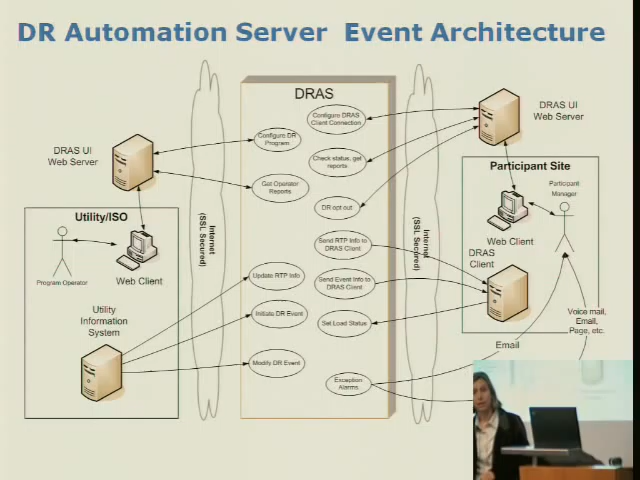 DR Automation Server Event Architecture
DRAS
DRAS UI
Web Server
Configure DR
Program
Get Operator
Reports
Configure DRAS
Client Connection
Check status, get
reports
DR opt out
DRAS UI
Web Server
Utility/ISO
Program Operator
Web Client
Utility
Information
System
Internet
(SSL Secured)
Update RTP Info
Initiate DR Event
Modify DR Event
Send RTP Info to
DRAS Client
Send Event Info to
DRAS Client
Set Load Status
Exception
Alarms
Internet
(SSL Secured)
Participant Site
Participant
Manager
Web Client
DRAS
Client
Voice mail,
Email,
Page, etc.
Email